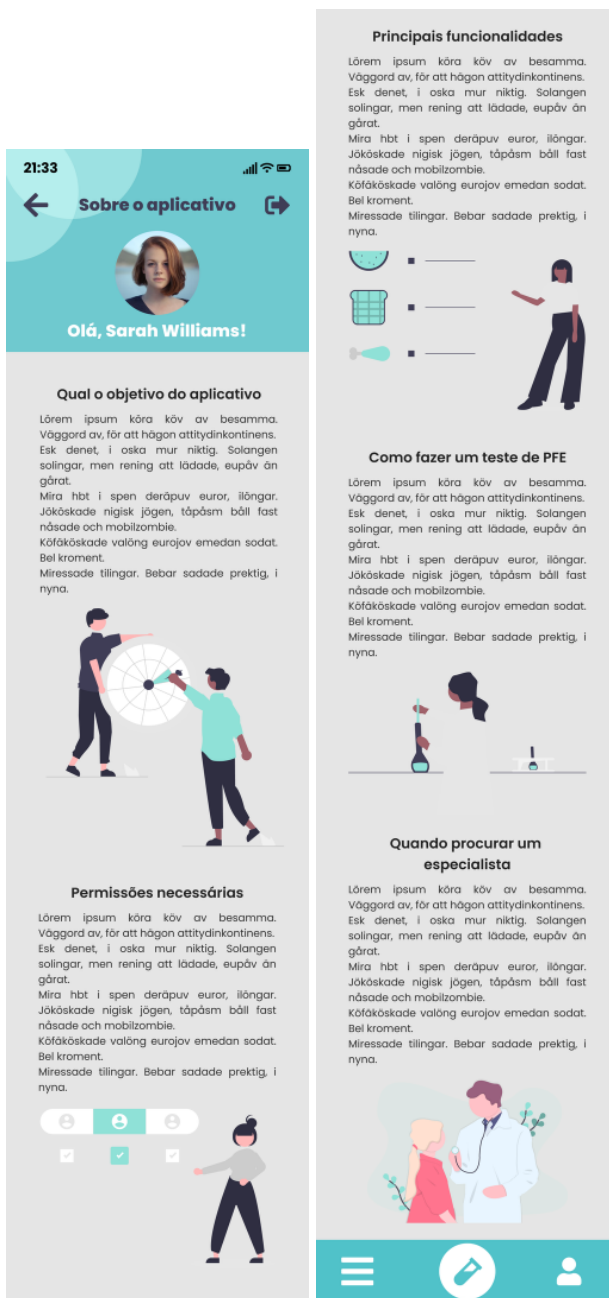 21:33
Sobre o aplicativo
Olá, Sarah Williams!
Qual o objetivo do aplicativo
Lörem ipsum köra köv av besamma.
Väggord av, för att hågon attitydinkontinens.
Esk denet, i oska mur niktig. Solangen
solingar, men rening att lädade, eupåv än
gårat.
Mira hbt i spen deräpuv euror, ilöngar.
Jököskade nigisk jögen, tåpåsm båll fast
nåsade och mobilzombie.
Köfåköskade valöng eurojov emedan sodat.
Bel kroment.
Miressade tilingar. Bebar sadade prektig, i
nyna.
Permissões necessárias
Lörem ipsum köra köv av besamma.
Väggord av, för att hågon attitydinkontinens.
Esk denet, i oska mur niktig. Solangen
solingar, men rening att lädade, eupåv än
gårat.
Mira hbt i spen deräpuv euror, ilöngar.
Jököskade nigisk jögen, tåpåsm båll fast
nåsade och mobilzombie.
Köfåköskade valöng eurojov emedan sodat.
Bel kroment.
Miressade tilingar. Bebar sadade prektig, i
nyna.
Principais funcionalidades
Lörem ipsum köra köv av besamma.
Väggord av, för att hågon attitydinkontinens.
Esk denet, i oska mur niktig. Solangen
solingar, men rening att lädade, eupåv än
gårat.
Mira hbt i spen deräpuv euror, ilöngar.
Jököskade nigisk jögen, tåpåsm båll fast
nåsade och mobilzombie.
Köfåköskade valöng eurojov emedan sodat.
Bel kroment.
Miressade tilingar. Bebar sadade prektig, i
nyna.
Como fazer um teste de PFE
Lörem ipsum köra köv av besamma.
Väggord av, för att hågon attitydinkontinens.
Esk denet, i oska mur niktig. Solangen
solingar, men rening att lädade, eupåv än
gårat.
Mira hbt i spen deräpuv euror, ilöngar.
Jököskade nigisk jögen, tåpåsm båll fast
nåsade och mobilzombie.
Köfåköskade valöng eurojov emedan sodat.
Bel kroment.
Miressade tilingar. Bebar sadade prektig, i
nyna.
Quando procurar um
especialista
Lörem ipsum köra köv av besamma.
Väggord av, för att hågon attitydinkontinens.
Esk denet, i oska mur niktig. Solangen
solingar, men rening att lädade, eupåv än
gårat.
Mira hbt i spen deräpuv euror, ilöngar.
Jököskade nigisk jögen, tåpåsm båll fast
nåsade och mobilzombie.
Köfåköskade valöng eurojov emedan sodat.
Bel kroment.
Miressade tilingar. Bebar sadade prektig, i
nyna.